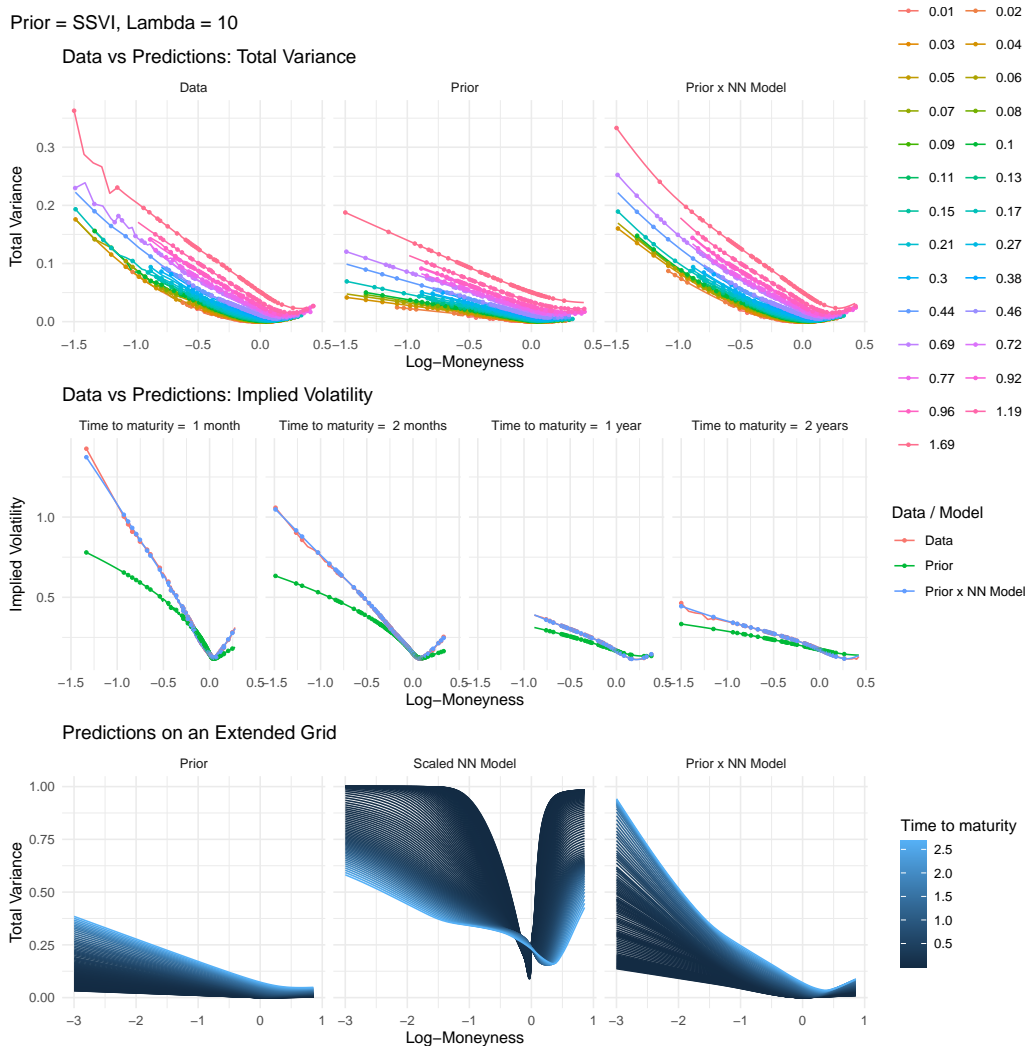 Prior = SSVI, Lambda = 10
Data vs Predictions: Total Variance
Data Prior Prior x NN Model
Total Variance
0.3
0.2
0.1
0.0
−1.5 −1.0 −0.5 0.0 0.5 −1.5 −1.0 −0.5 0.0 0.5 −1.5 −1.0 −0.5 0.0 0.5
Log−Moneyness
0.01 0.02
0.03 0.04
0.05 0.06
0.07 0.08
0.09 0.1
0.11 0.13
0.15 0.17
0.21 0.27
0.3 0.38
0.44 0.46
0.69 0.72
0.77 0.92
0.96 1.19
1.69
Data vs Predictions: Implied Volatility
Time to maturity = 1 month Time to maturity = 2 months Time to maturity = 1 year Time to maturity = 2 years
Implied Volatility
1.0
0.5
−1.5 −1.0 −0.5 0.0 0.5 −1.5 −1.0 −0.5 0.0 0.5 −1.5 −1.0 −0.5 0.0 0.5 −1.5 −1.0 −0.5 0.0 0.5
Log−Moneyness
Data / Model
Data
Prior
Prior x NN Model
Predictions on an Extended Grid
Prior Scaled NN Model Prior x NN Model
Total Variance
1.00
0.75
0.50
0.25
0.00
−3 −2 −1 0 1 −3 −2 −1 0 1 −3 −2 −1 0 1
Log−Moneyness
Time to maturity
2.5
2.0
1.5
1.0
0.5